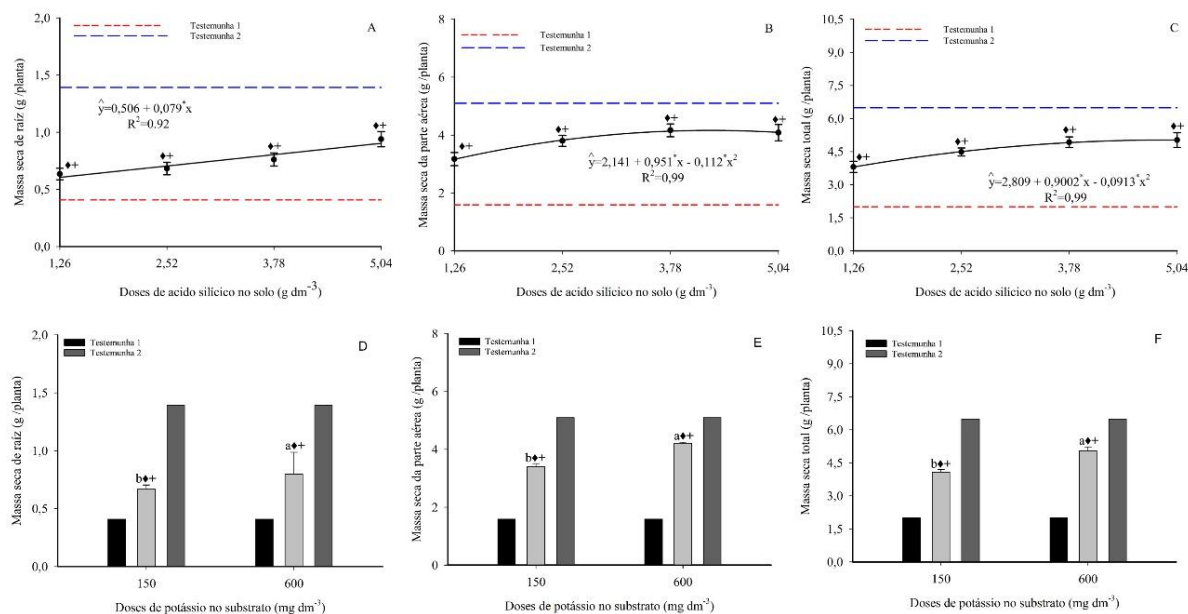 2,0
1,5
1,0
0,5
0,0
Massa seca de raíz (g /planta)
Testemunha 1
Testemunha 2
A
ŷ=0,506 + 0,079*x
R²=0.92
♦+
♦+
♦+
♦+
1,26
2,52
3,78
5,04
Doses de acido silícico no solo (g dm⁻³)
8
6
4
2
0
Massa seca da parte aérea (g /planta)
Testemunha 1
Testemunha 2
B
♦+
♦+
♦+
♦+
ŷ=2,141 + 0,951*x - 0,112*x²
R²=0,99
1,26
2,52
3,78
5,04
Doses de acido silícico no solo (g dm⁻³)
10,5
9,0
7,5
6,0
4,5
3,0
1,5
0,0
Massa seca total (g /planta)
Testemunha 1
Testemunha 2
C
♦+
♦+
♦+
♦+
ŷ=2,809 + 0,9002*x - 0,0913*x²
R²=0,99
1,26
2,52
3,78
5,04
Doses de acido silícico no solo (g dm⁻³)
2,0
1,5
1,0
0,5
0,0
Massa seca de raíz (g /planta)
Testemunha 1
Testemunha 2
D
b♦+
a♦+
150
600
Doses de potássio no substrato (mg dm⁻³)
8
6
4
2
0
Massa seca da parte aérea (g /planta)
Testemunha 1
Testemunha 2
E
b♦+
a♦+
150
600
Doses de potássio no substrato (mg dm⁻³)
10,5
9,0
7,5
6,0
4,5
3,0
1,5
0,0
Massa seca total (g /planta)
Testemunha 1
Testemunha 2
F
b♦+
a♦+
150
600
Doses de potássio no substrato (mg dm⁻³)